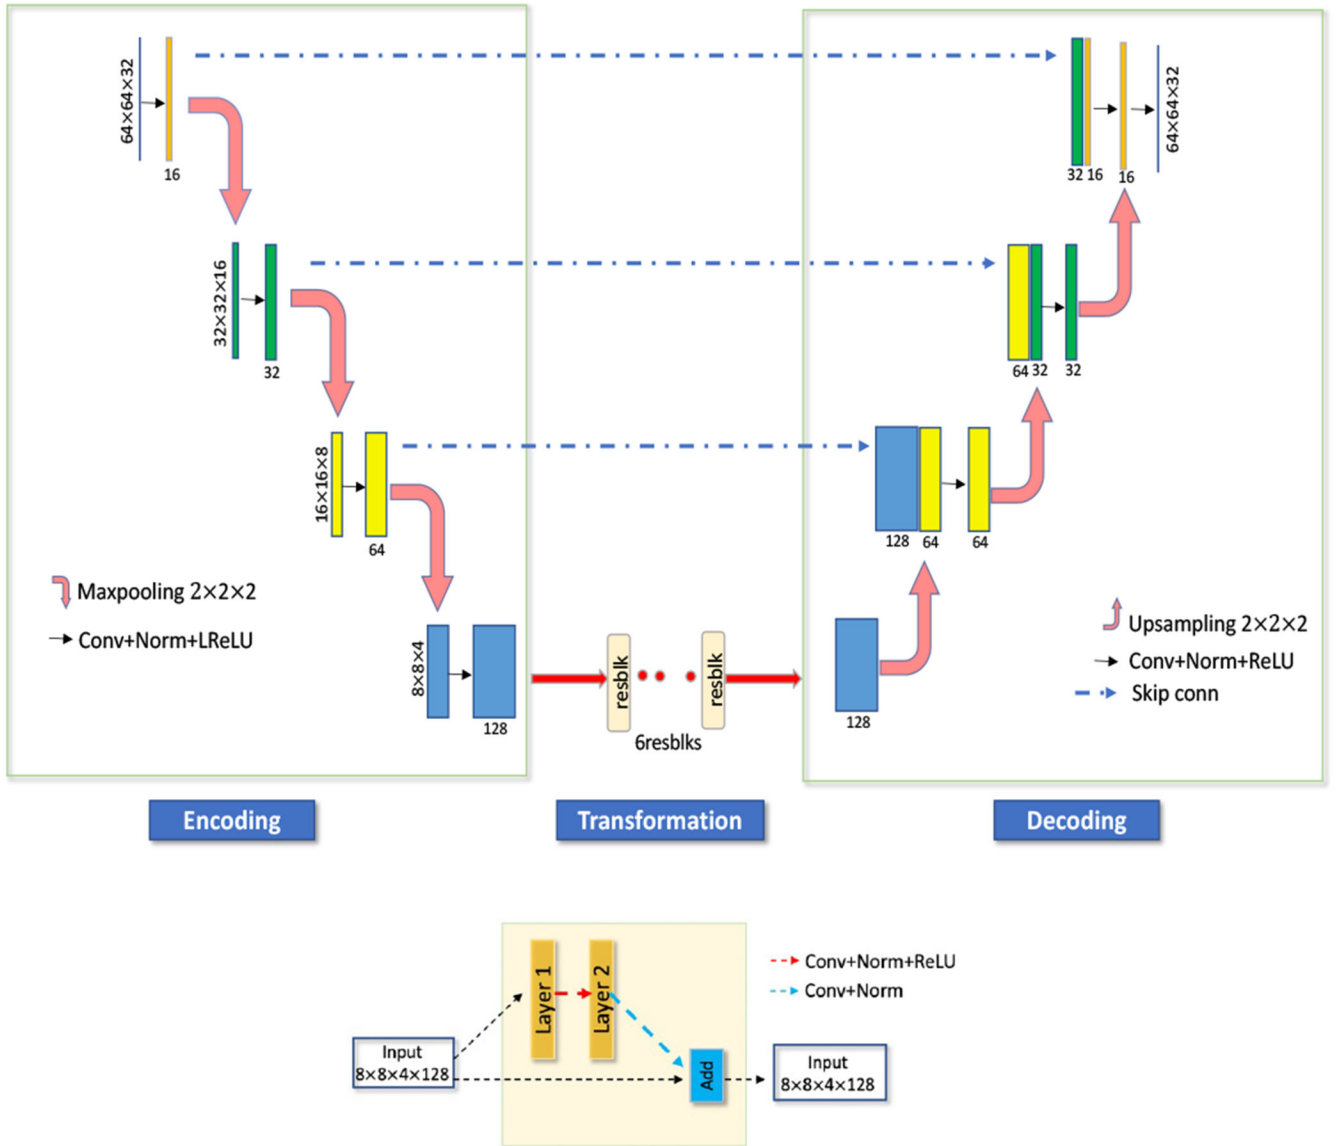 64×64×32
16
32×32×16
32
16×16×8
64
8×8×4
128
Maxpooling 2×2×2
Conv+Norm+LReLU
resblk
resblk
6resblks
32 16
16
64×64×32
64 32
32
128 64
64
128
Upsampling 2×2×2
Conv+Norm+ReLU
Skip conn
Encoding
Transformation
Decoding
Input
8×8×4×128
Layer 1
Layer 2
Add
Conv+Norm+ReLU
Conv+Norm
Input
8×8×4×128